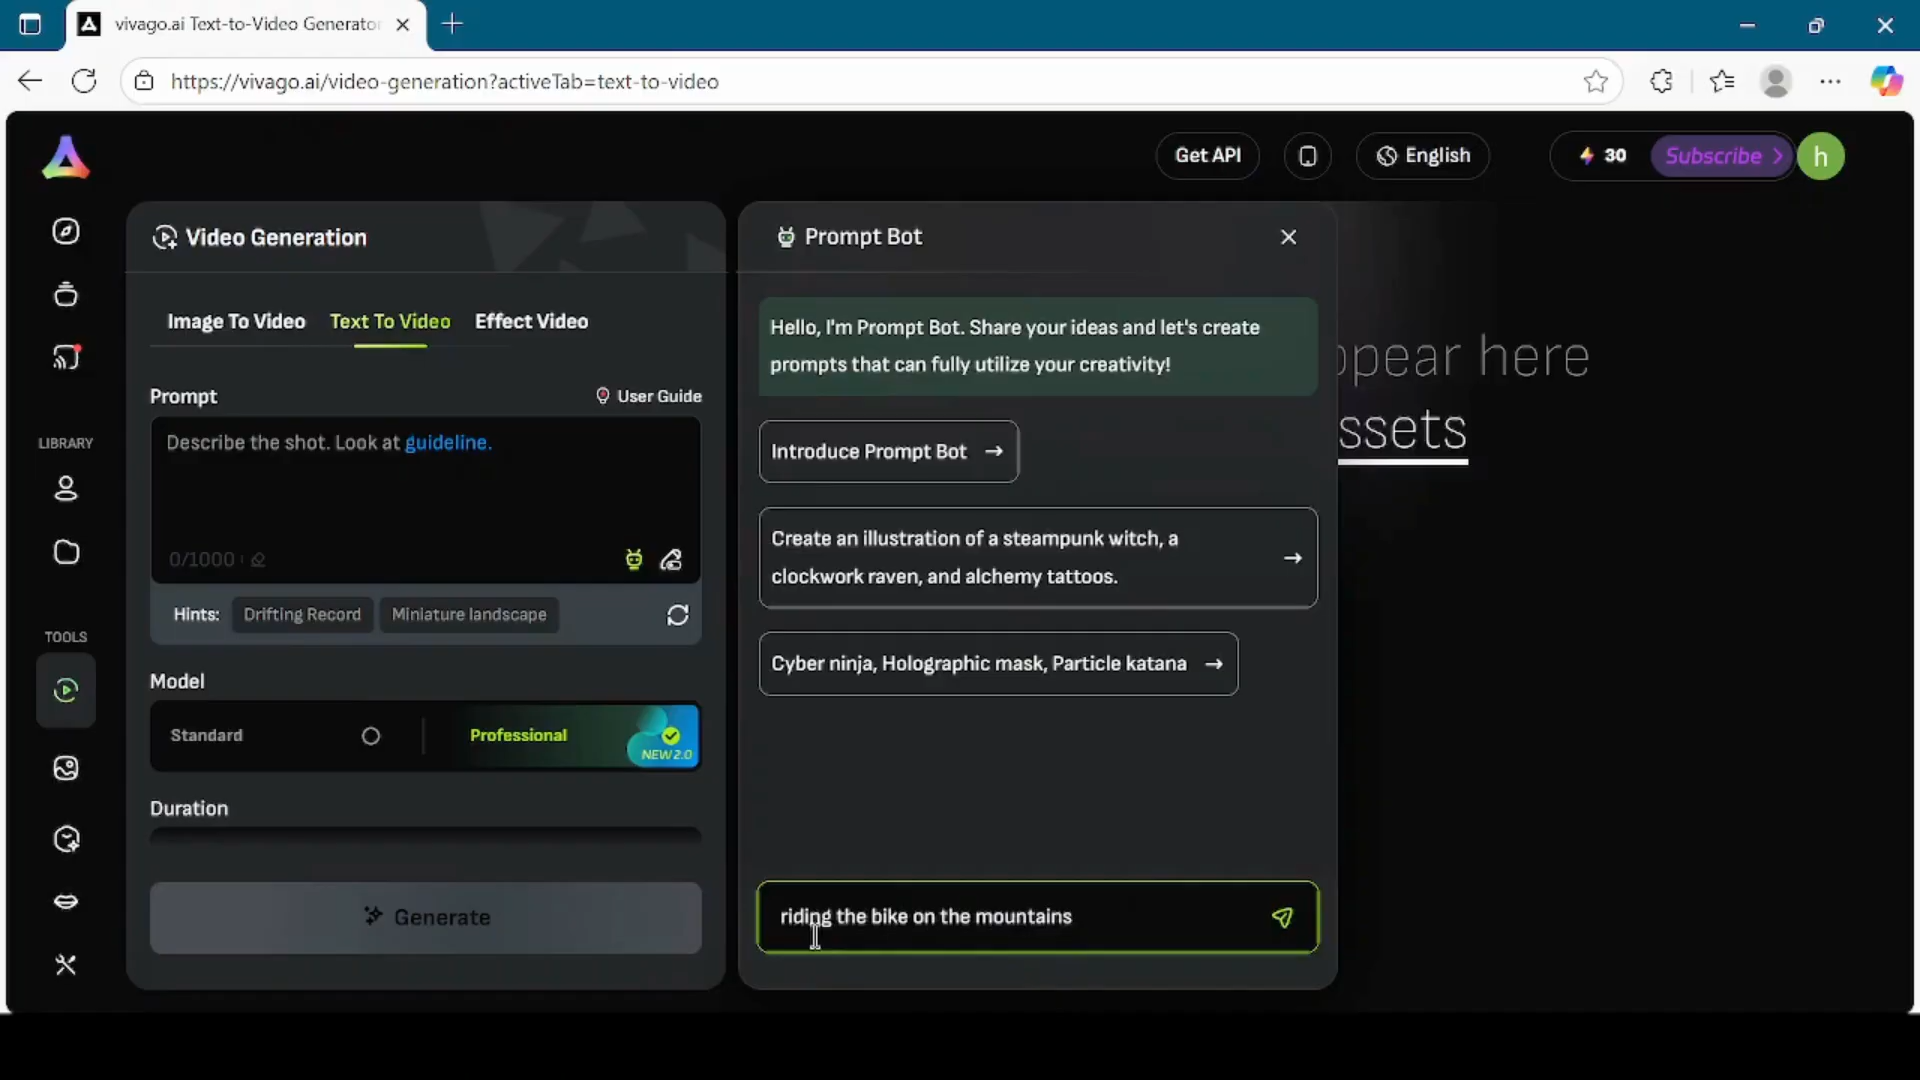 vivago.ai Text-to-Video Generator
https://vivago.ai/video-generation?activeTab=text-to-video
Get API
English
30
Subscribe >
h
Video Generation
Image To Video
Text To Video
Effect Video
Prompt
User Guide
Describe the shot. Look at guideline.
0/1000
Hints:
Drifting Record
Miniature landscape
Model
Standard
Professional
NEW 2.0
Duration
Generate
LIBRARY
TOOLS
Prompt Bot
Hello, I'm Prompt Bot. Share your ideas and let's create
prompts that can fully utilize your creativity!
Introduce Prompt Bot →
Create an illustration of a steampunk witch, a
clockwork raven, and alchemy tattoos. →
Cyber ninja, Holographic mask, Particle katana →
riding the bike on the mountains
ppear here
ssets